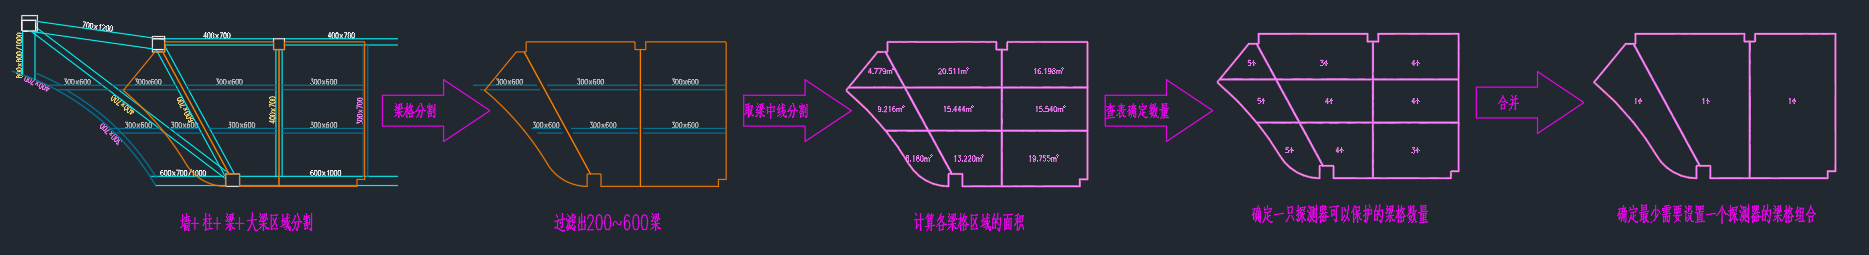 700x1200
400x700
400x700
800x800/1000
400x700
300x600
300x600
300x600
300x600
400x700
500x700
400x700
300x700
300x700
300x600
300x600
300x600
300x600
600x700/1000
600x1000
墙+柱+梁+大梁区域分割
梁格分割
300x600
300x600
300x600
300x600
300x600
300x600
过滤出200~600梁
取梁中线分割
4.779m²
20.511m²
16.198m²
9.216m²
15.444m²
15.540m²
8.160m²
13.220m²
19.755m²
计算各梁格区域的面积
查表确定数量
5个
3个
4个
5个
4个
4个
5个
4个
3个
确定一只探测器可以保护的梁格数量
合并
1个
1个
1个
确定最少需要设置一个探测器的梁格组合